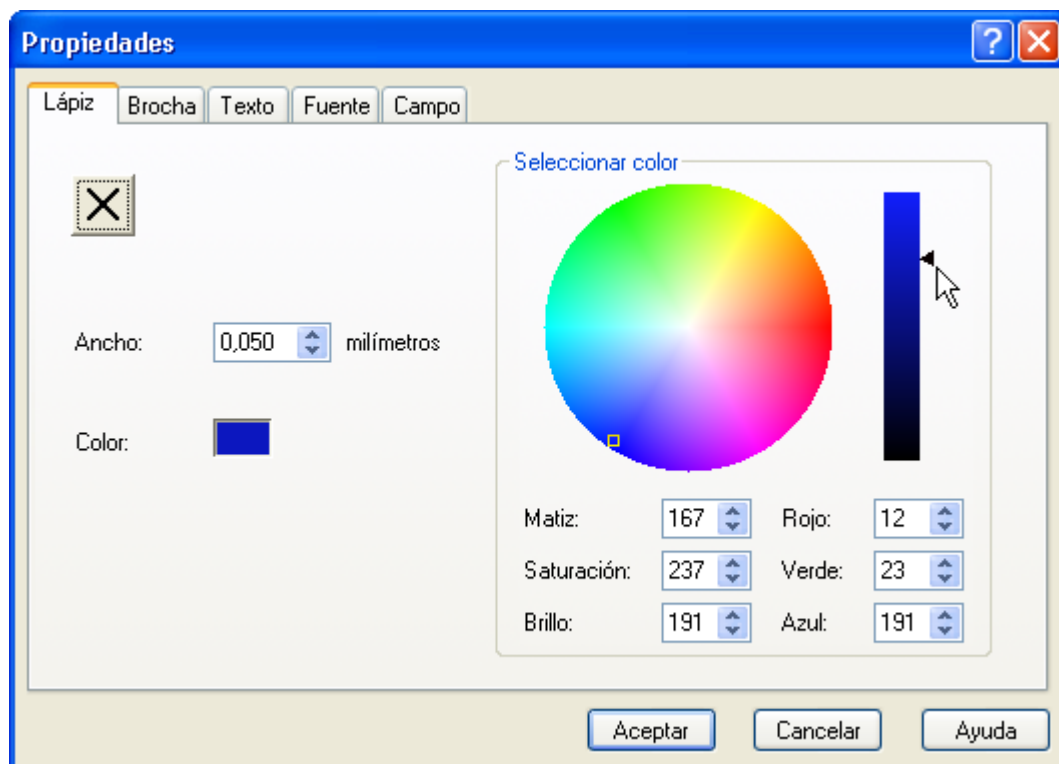 Propiedades
Lápiz Brocha Texto Fuente Campo
Seleccionar color
Ancho: 0,050 milímetros
Color:
Matiz: 167 Rojo: 12
Saturación: 237 Verde: 23
Brillo: 191 Azul: 191
Aceptar Cancelar Ayuda